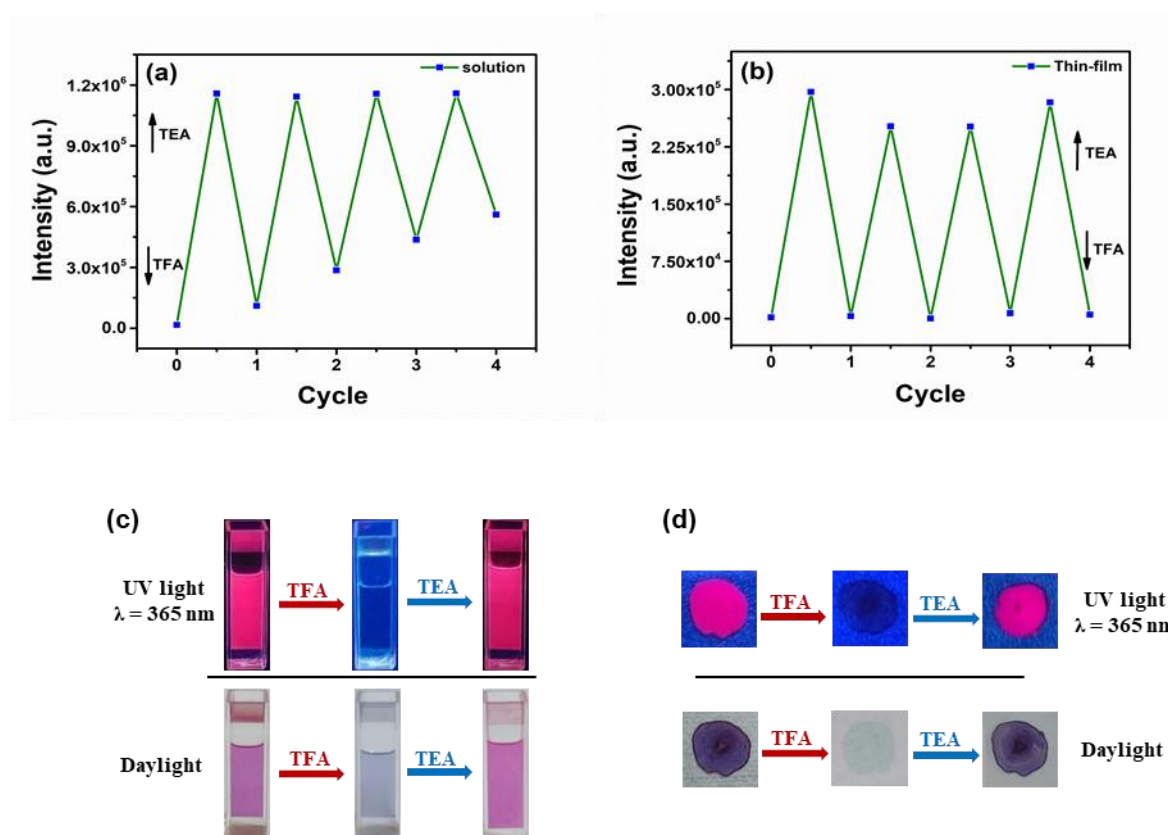 (a)
solution
1.2x10⁶
9.0x10⁵
6.0x10⁵
3.0x10⁵
0.0
TEA
TFA
Intensity (a.u.)
0 1 2 3 4
Cycle
(b)
Thin-film
3.00x10⁵
2.25x10⁵
1.50x10⁵
7.50x10⁴
0.00
TEA
TFA
Intensity (a.u.)
0 1 2 3 4
Cycle
(c)
UV light
λ = 365 nm
TFA TEA
Daylight
TFA TEA
(d)
TFA TEA
UV light
λ = 365 nm
TFA TEA
Daylight